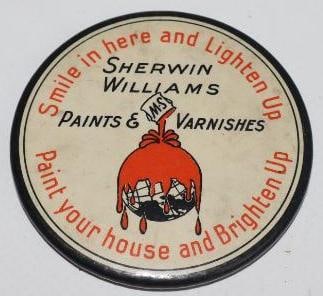 Smile in here and Lighten Up
SHERWIN
WILLIAMS
PAINTS & VARNISHES
SWP
Paint your house and Brighten Up